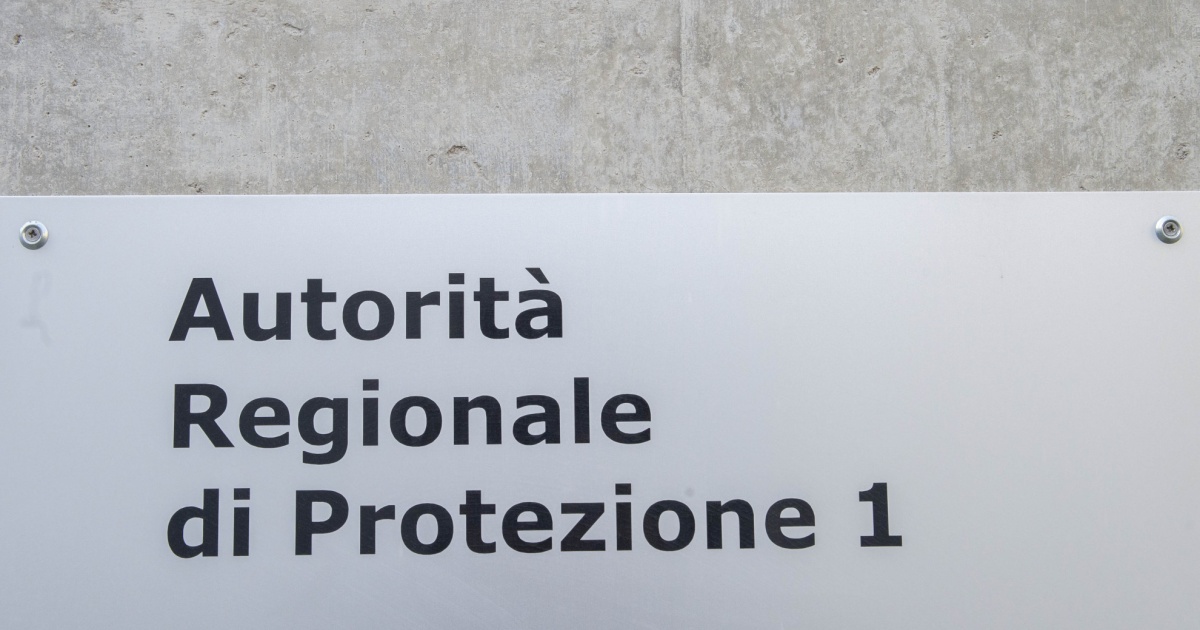 Autorità
Regionale
di Protezione 1